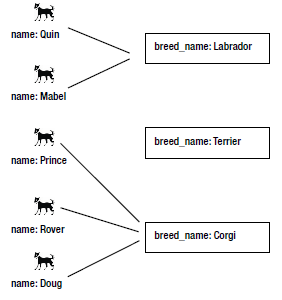 name: Quin
breed_name: Labrador
name: Mabel
name: Prince
breed_name: Terrier
name: Rover
breed_name: Corgi
name: Doug